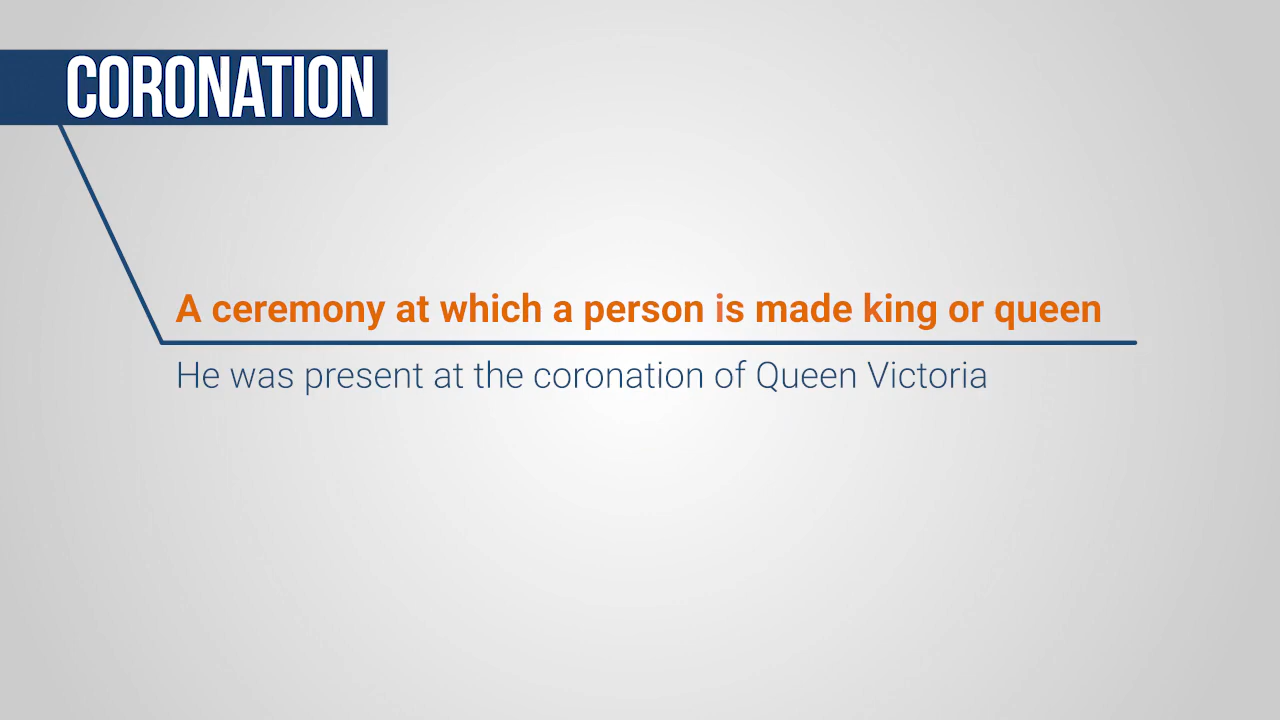 CORONATION
A ceremony at which a person is made king or queen
He was present at the coronation of Queen Victoria